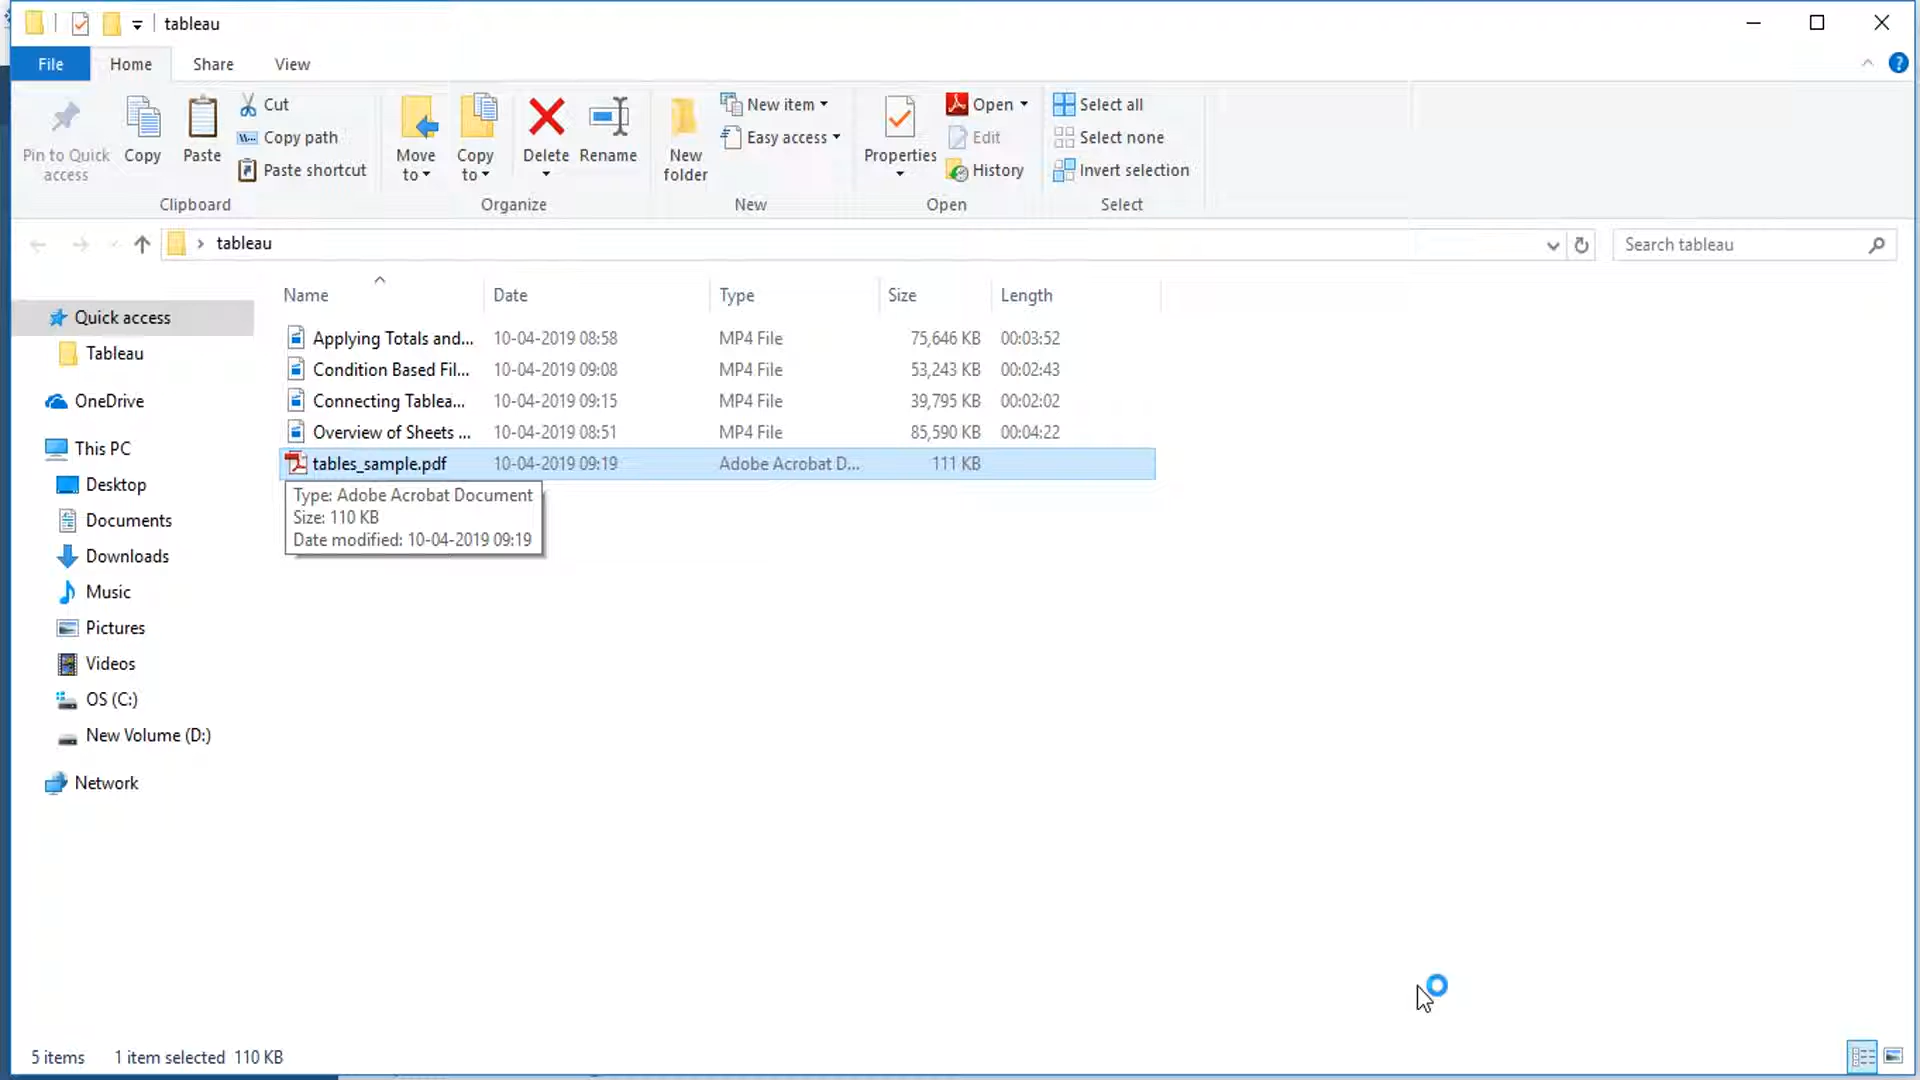 tableau
File Home Share View
Pin to Quick access
Copy
Paste
Cut
Copy path
Paste shortcut
Clipboard
Move to
Copy to
Delete
Rename
Organize
New folder
New item
Easy access
New
Properties
Open
Edit
History
Open
Select all
Select none
Invert selection
Select
tableau
Search tableau
Name Date Type Size Length
Applying Totals and... 10-04-2019 08:58 MP4 File 75,646 KB 00:03:52
Condition Based Fil... 10-04-2019 09:08 MP4 File 53,243 KB 00:02:43
Connecting Tablea... 10-04-2019 09:15 MP4 File 39,795 KB 00:02:02
Overview of Sheets ... 10-04-2019 08:51 MP4 File 85,590 KB 00:04:22
tables_sample.pdf 10-04-2019 09:19 Adobe Acrobat D... 111 KB
Type: Adobe Acrobat Document
Size: 110 KB
Date modified: 10-04-2019 09:19
Quick access
Tableau
OneDrive
This PC
Desktop
Documents
Downloads
Music
Pictures
Videos
OS (C:)
New Volume (D:)
Network
5 items 1 item selected 110 KB